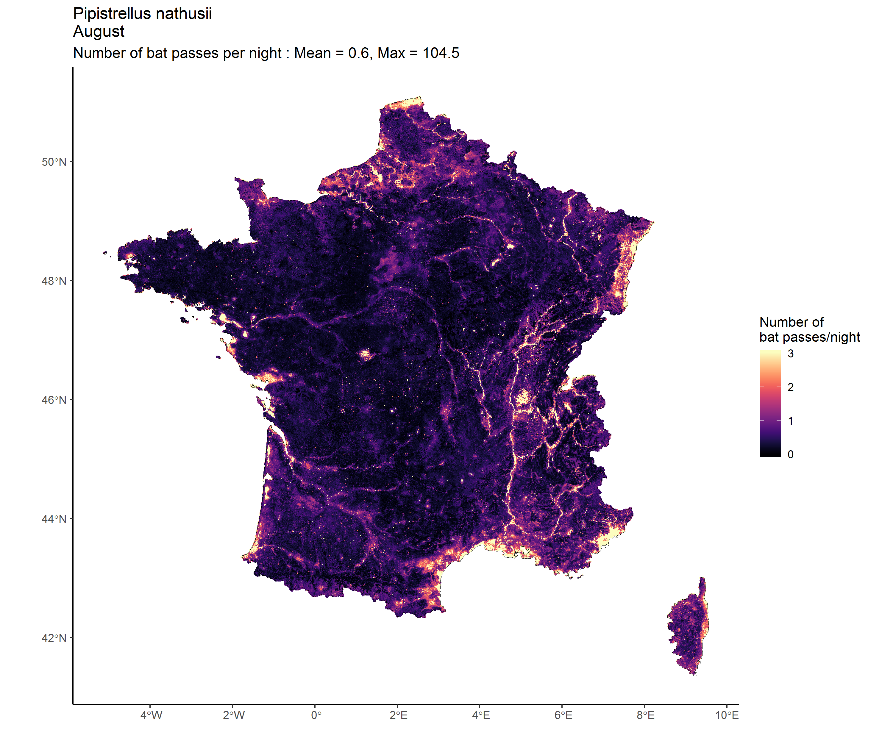 Pipistrellus nathusii
August
Number of bat passes per night : Mean = 0.6, Max = 104.5
50°N
48°N
46°N
44°N
42°N
4°W
2°W
0°
2°E
4°E
6°E
8°E
10°E
Number of
bat passes/night
3
2
1
0